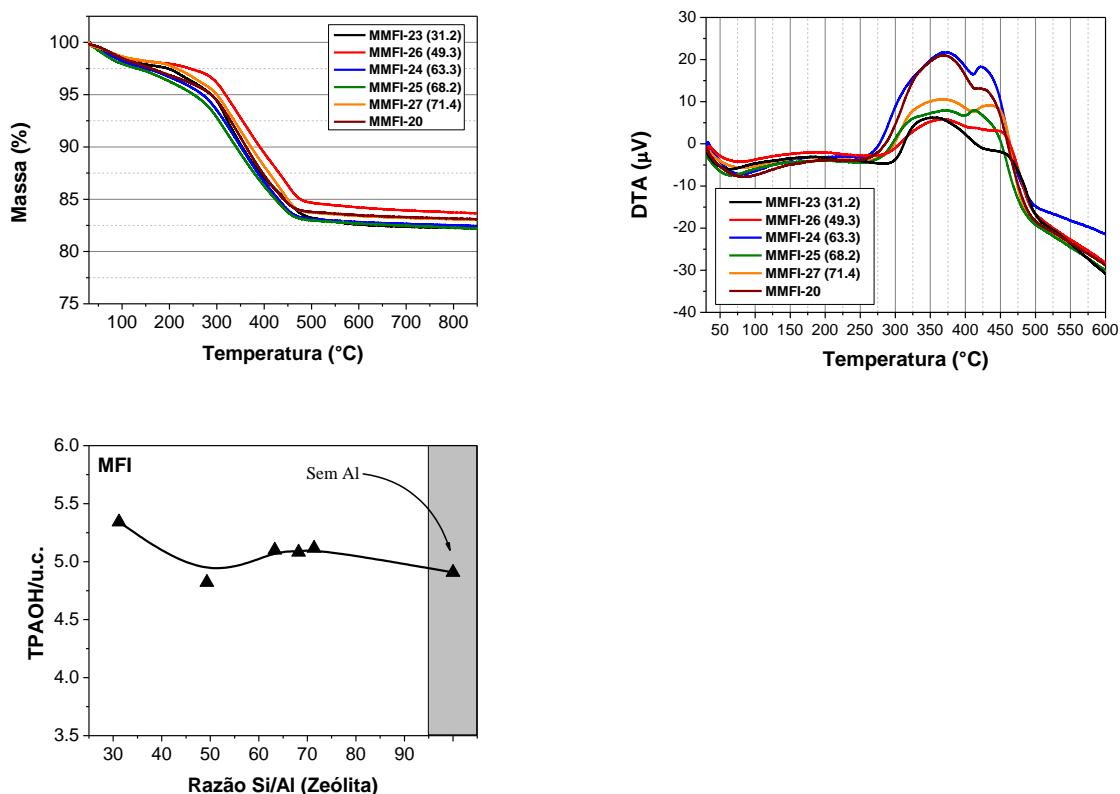 100
95
90
85
80
75
Massa (%)
MMFI-23 (31.2)
MMFI-26 (49.3)
MMFI-24 (63.3)
MMFI-25 (68.2)
MMFI-27 (71.4)
MMFI-20
100 200 300 400 500 600 700 800
Temperatura (°C)
30
20
10
0
-10
-20
-30
-40
DTA (µV)
MMFI-23 (31.2)
MMFI-26 (49.3)
MMFI-24 (63.3)
MMFI-25 (68.2)
MMFI-27 (71.4)
MMFI-20
50 100 150 200 250 300 350 400 450 500 550 600
Temperatura (°C)
6.0
5.5
5.0
4.5
4.0
3.5
TPAOH/u.c.
MFI
Sem Al
30 40 50 60 70 80 90
Razão Si/Al (Zeólita)